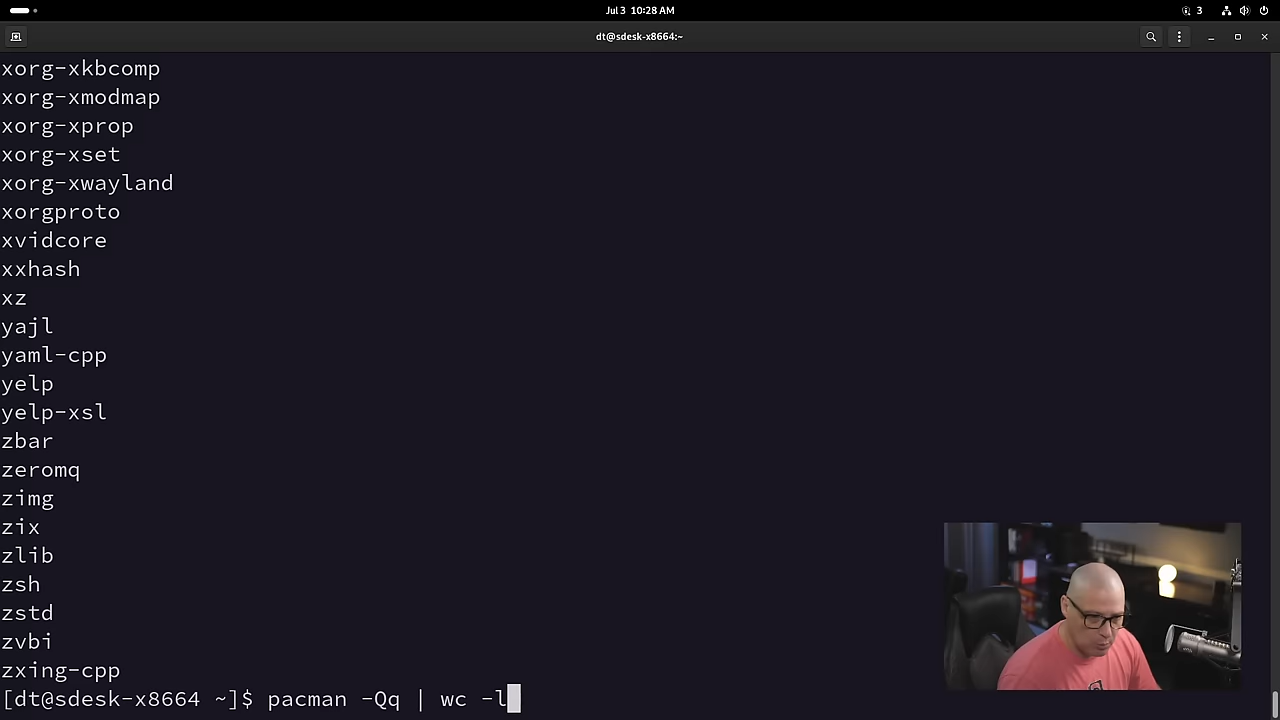 Jul 3 10:28 AM
3
dt@sdesk-x8664:~
xorg-xkbcomp
xorg-xmodmap
xorg-xprop
xorg-xset
xorg-xwayland
xorgproto
xvidcore
xxhash
xz
yajl
yaml-cpp
yelp
yelp-xsl
zbar
zeromq
zimg
zix
zlib
zsh
zstd
zvbi
zxing-cpp
[dt@sdesk-x8664 ~]$ pacman -Qq | wc -l